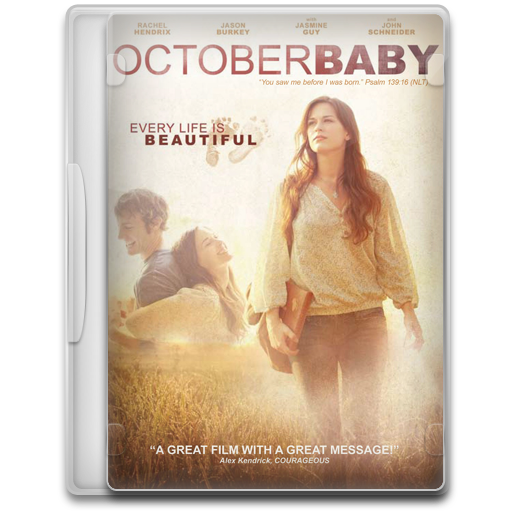 RACHEL HENDRIX
JASON BURKEY
with JASMINE GUY
and JOHN SCHNEIDER
OCTOBERBABY
"You saw me before I was born." Psalm 139:16 (NLT)
EVERY LIFE IS
BEAUTIFUL
"A GREAT FILM WITH A GREAT MESSAGE!"
Alex Kendrick, COURAGEOUS